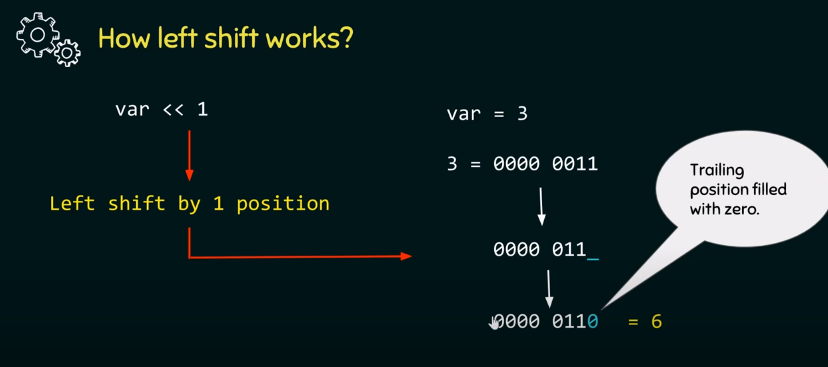 How left shift works?
var << 1
Left shift by 1 position
var = 3
3 = 0000 0011
0000 011_
0000 0110 = 6
Trailing
position filled
with zero.